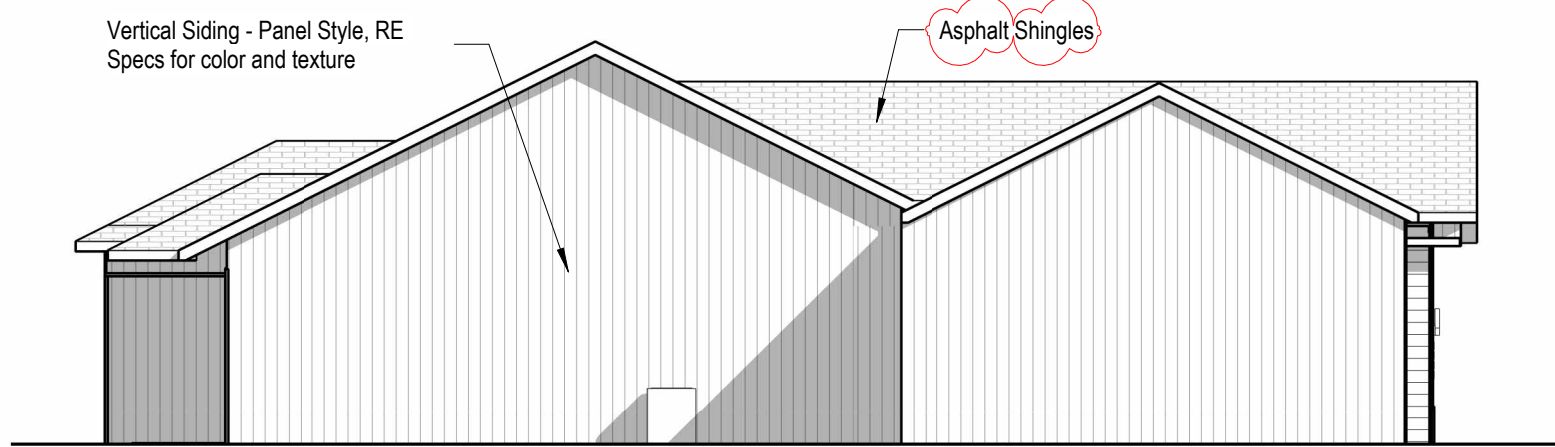 Vertical Siding - Panel Style, RE
Specs for color and texture
Asphalt Shingles